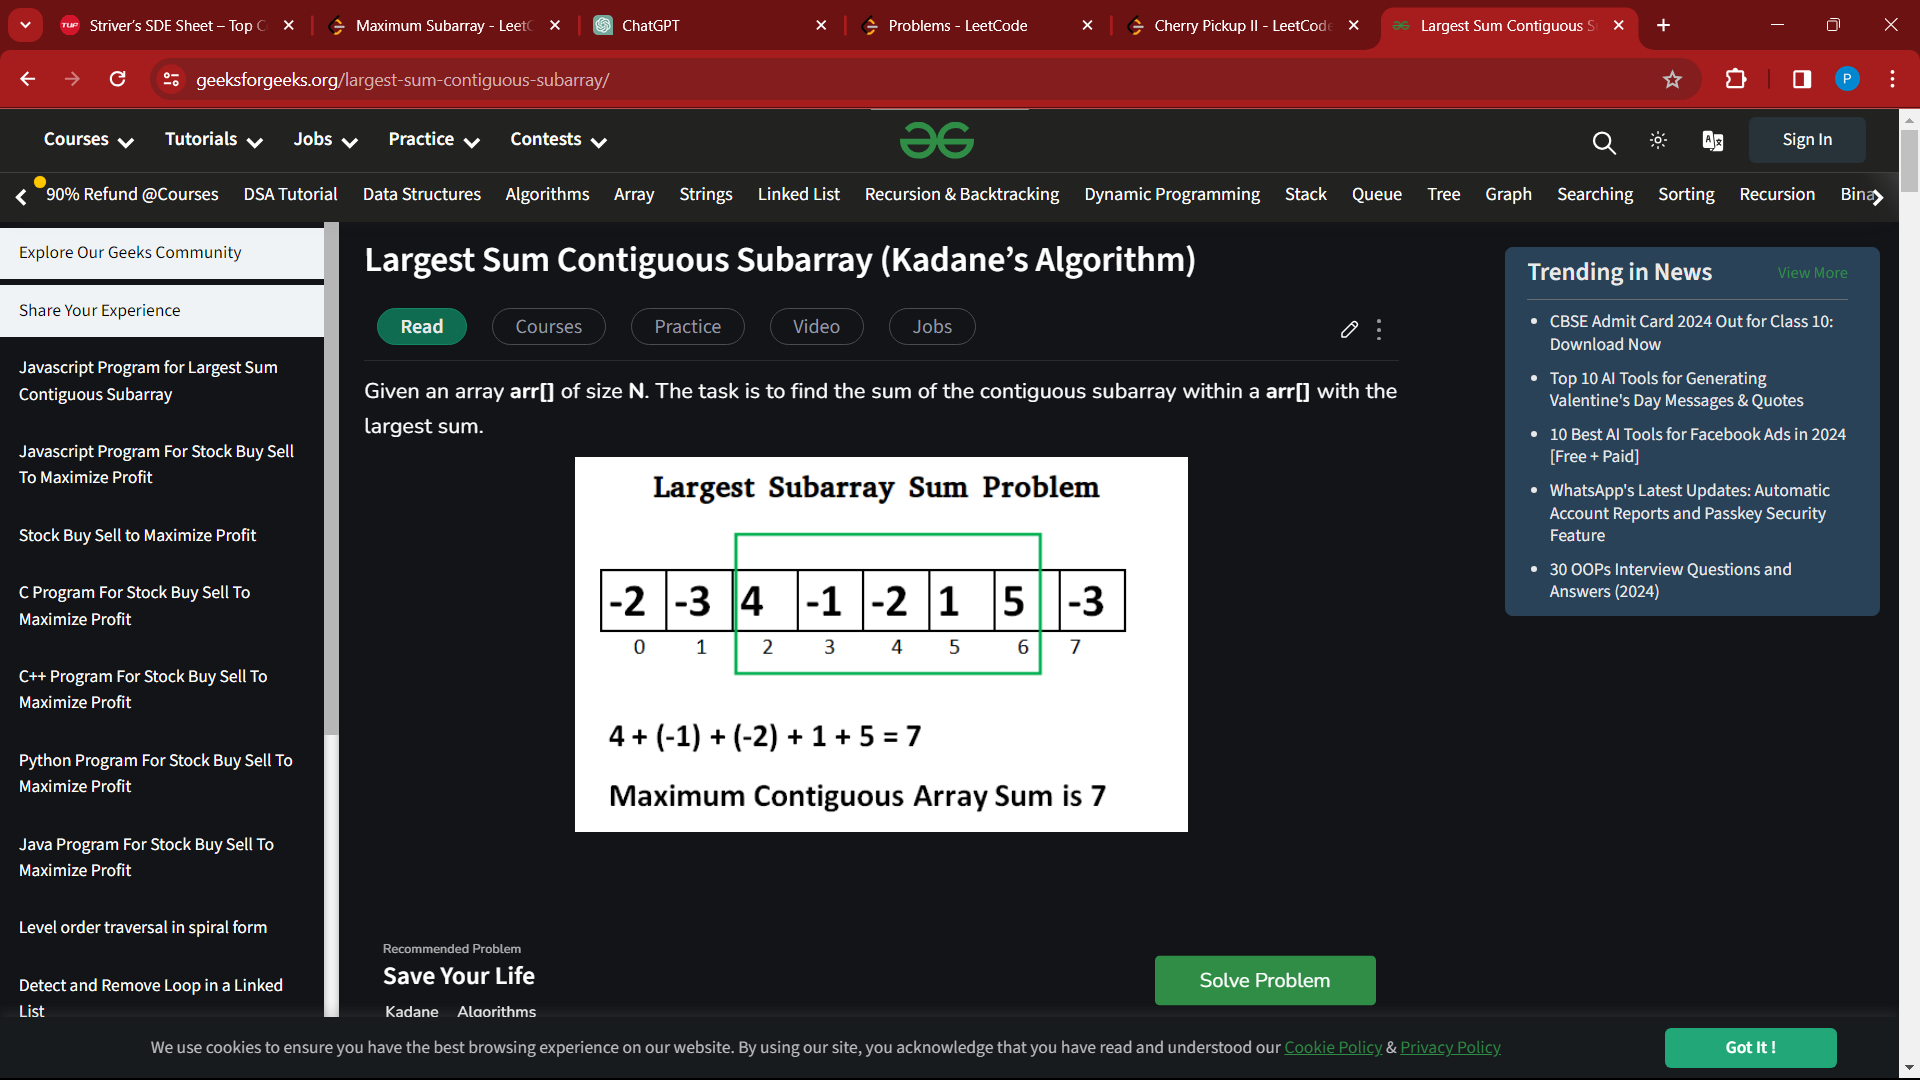 Striver's SDE Sheet – Top C
Maximum Subarray - LeetC
ChatGPT
Problems - LeetCode
Cherry Pickup II - LeetCode
Largest Sum Contiguous S
geeksforgeeks.org/largest-sum-contiguous-subarray/
P
Courses
Tutorials
Jobs
Practice
Contests
Sign In
90% Refund @Courses
DSA Tutorial
Data Structures
Algorithms
Array
Strings
Linked List
Recursion & Backtracking
Dynamic Programming
Stack
Queue
Tree
Graph
Searching
Sorting
Recursion
Bina
Explore Our Geeks Community
Share Your Experience
Javascript Program for Largest Sum
Contiguous Subarray
Javascript Program For Stock Buy Sell
To Maximize Profit
Stock Buy Sell to Maximize Profit
C Program For Stock Buy Sell To
Maximize Profit
C++ Program For Stock Buy Sell To
Maximize Profit
Python Program For Stock Buy Sell To
Maximize Profit
Java Program For Stock Buy Sell To
Maximize Profit
Level order traversal in spiral form
Detect and Remove Loop in a Linked
List
Largest Sum Contiguous Subarray (Kadane’s Algorithm)
Read
Courses
Practice
Video
Jobs
Given an array arr[] of size N. The task is to find the sum of the contiguous subarray within a arr[] with the
largest sum.
Largest Subarray Sum Problem
-2 -3 4 -1 -2 1 5 -3
0 1 2 3 4 5 6 7
4 + (-1) + (-2) + 1 + 5 = 7
Maximum Contiguous Array Sum is 7
Recommended Problem
Save Your Life
Kadane Algorithms
Solve Problem
Trending in News
View More
CBSE Admit Card 2024 Out for Class 10:
Download Now
Top 10 AI Tools for Generating
Valentine's Day Messages & Quotes
10 Best AI Tools for Facebook Ads in 2024
[Free + Paid]
WhatsApp's Latest Updates: Automatic
Account Reports and Passkey Security
Feature
30 OOPs Interview Questions and
Answers (2024)
We use cookies to ensure you have the best browsing experience on our website. By using our site, you acknowledge that you have read and understood our Cookie Policy & Privacy Policy
Got It !